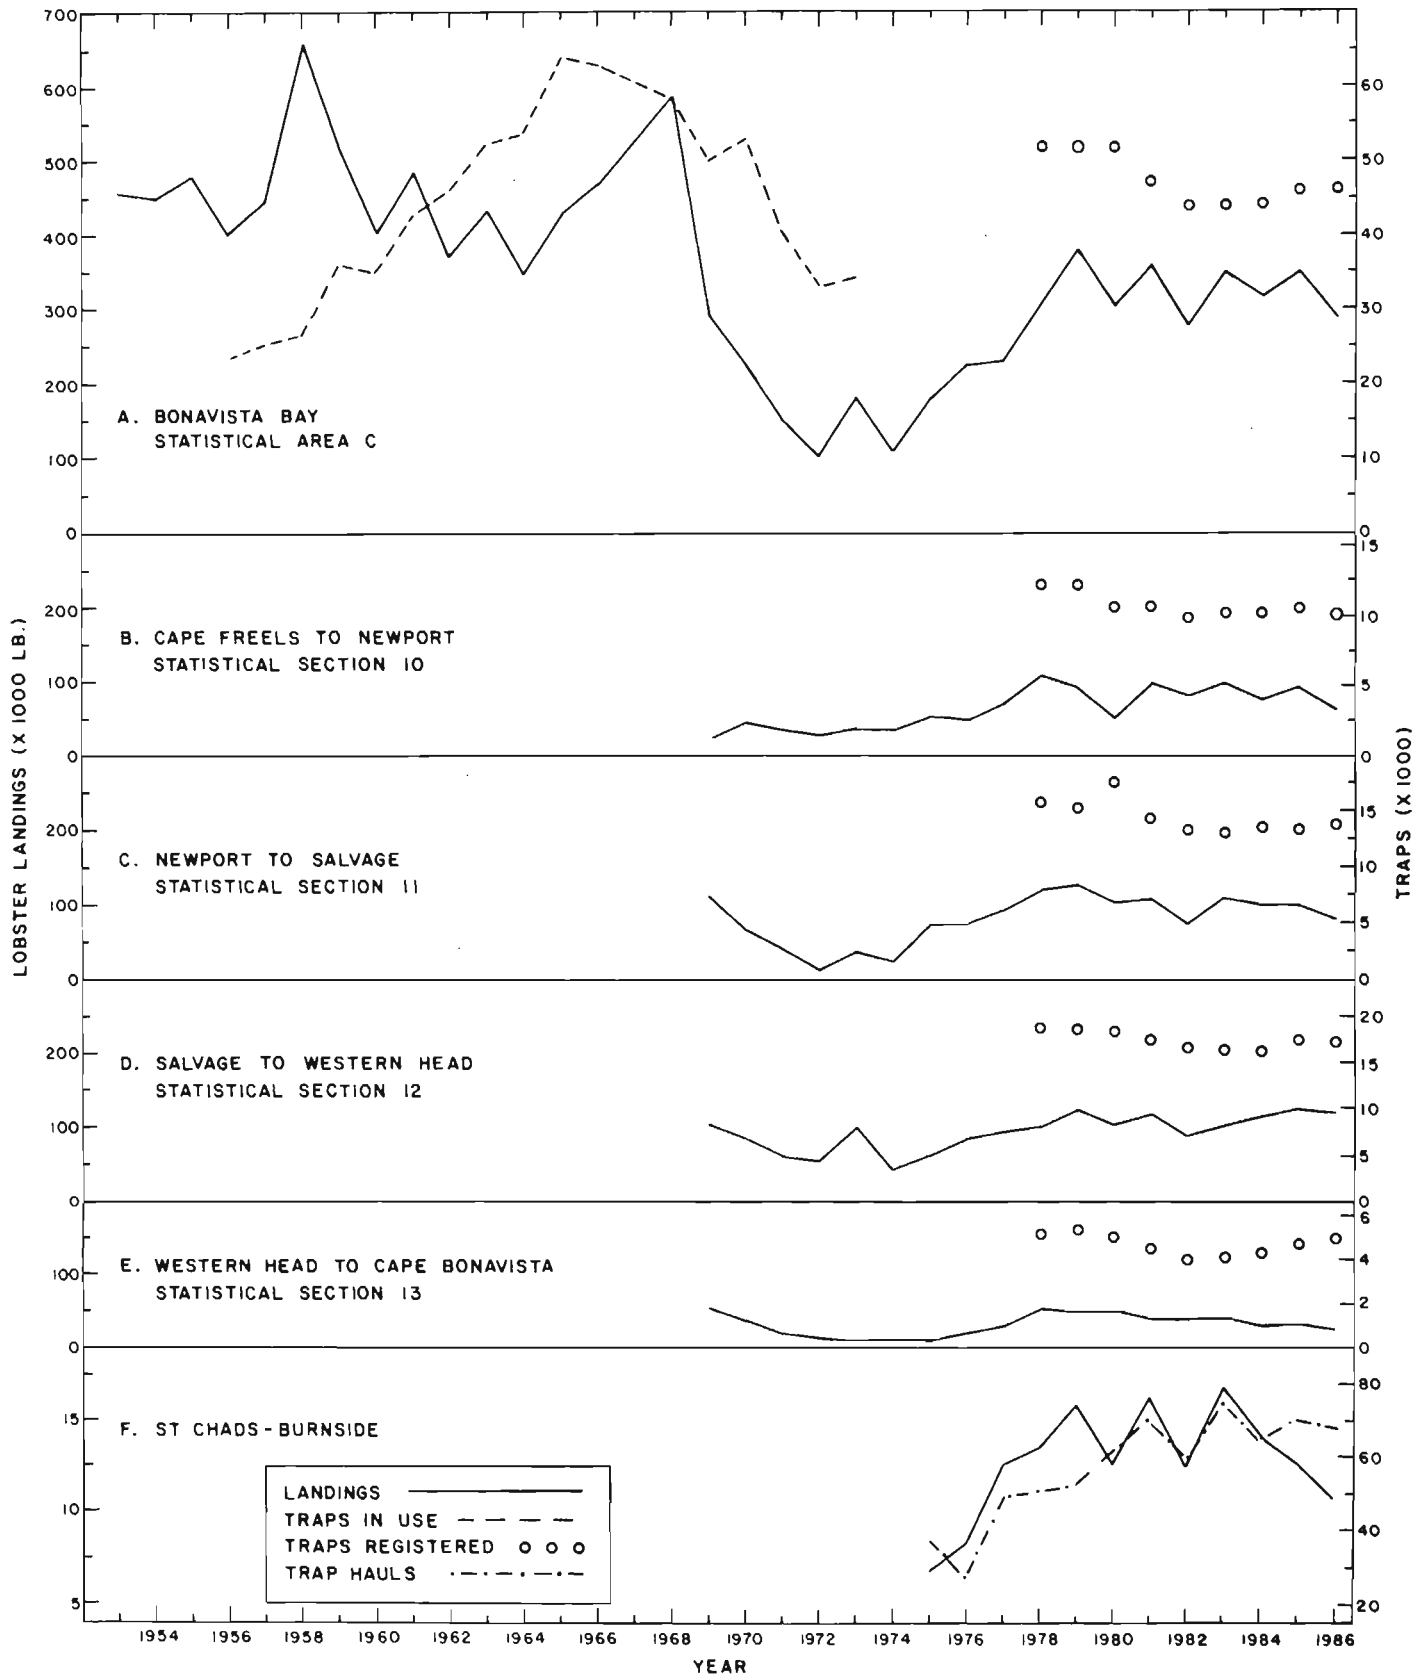 700
600
500
400
300
200
100
0
60
50
40
30
20
10
0
A. BONAVISTA BAY
STATISTICAL AREA C
200
100
0
15
10
5
0
B. CAPE FREELS TO NEWPORT
STATISTICAL SECTION 10
200
100
0
15
10
5
0
C. NEWPORT TO SALVAGE
STATISTICAL SECTION 11
200
100
0
20
15
10
5
0
D. SALVAGE TO WESTERN HEAD
STATISTICAL SECTION 12
100
0
6
4
2
0
E. WESTERN HEAD TO CAPE BONAVISTA
STATISTICAL SECTION 13
15
10
5
80
60
40
20
F. ST CHADS-BURNSIDE
LANDINGS
TRAPS IN USE
TRAPS REGISTERED
TRAP HAULS
LOBSTER LANDINGS (X 1000 LB.)
TRAPS (X 1000)
1954 1956 1958 1960 1962 1964 1966 1968 1970 1972 1974 1976 1978 1980 1982 1984 1986
YEAR